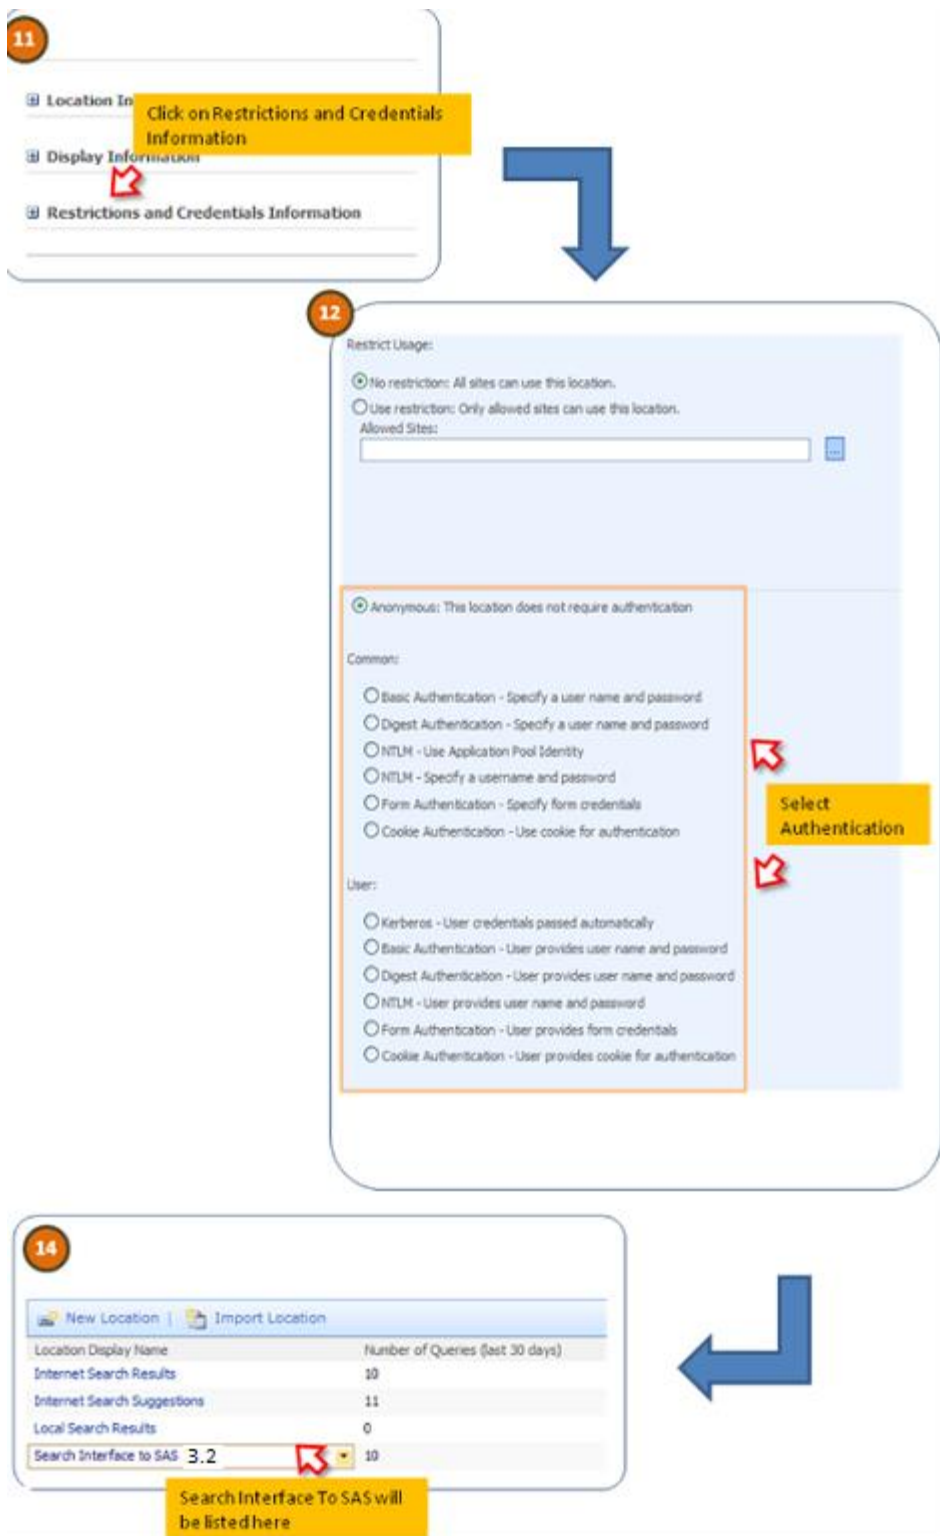 11
Location In
Click on Restrictions and Credentials
Information
Display Information
Restrictions and Credentials Information
12
Restrict Usage:
No restriction: All sites can use this location.
Use restriction: Only allowed sites can use this location.
Allowed Sites:
...
Anonymous: This location does not require authentication
Common:
Basic Authentication - Specify a user name and password
Digest Authentication - Specify a user name and password
NTLM - Use Application Pool Identity
NTLM - Specify a username and password
Form Authentication - Specify form credentials
Cookie Authentication - Use cookie for authentication
Select
Authentication
User:
Kerberos - User credentials passed automatically
Basic Authentication - User provides user name and password
Digest Authentication - User provides user name and password
NTLM - User provides user name and password
Form Authentication - User provides form credentials
Cookie Authentication - User provides cookie for authentication
14
New Location | Import Location
Location Display Name Number of Queries (last 30 days)
Internet Search Results 10
Internet Search Suggestions 11
Local Search Results 0
Search Interface to SAS 3.2 10
Search Interface To SAS will
be listed here